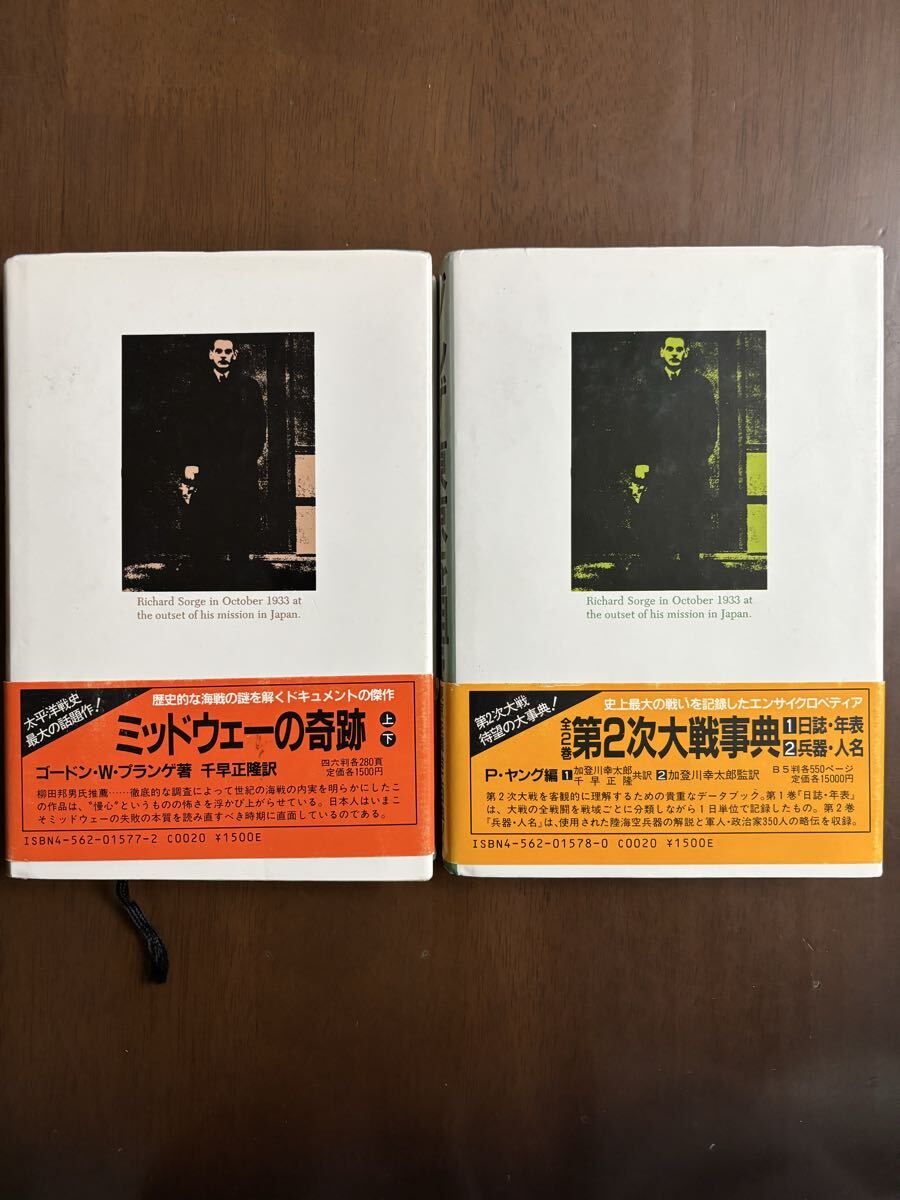 Richard Sorge in October 1933 at
the outset of his mission in Japan.
太平洋戦史
最大の話題作!
歴史的な海戦の謎を解くドキュメントの傑作
ミッドウェーの奇跡 上 下
ゴードン・W・プランゲ著 千早正隆訳
四六判各280頁
定価各1500円
柳田邦男氏推薦……徹底的な調査によって世紀の海戦の内実を明らかにしたこ
の作品は、“慢心”というものの怖さを浮かび上がらせている。日本人はいまこ
そミッドウェーの失敗の本質を読み直すべき時期に直面しているのである。
ISBN4-562-01577-2 C0020 ¥1500E
Richard Sorge in October 1933 at
the outset of his mission in Japan.
第2次大戦
待望の大事典!
史上最大の戦いを記録したエンサイクロペディア
全2巻 第2次大戦事典
1日誌・年表
2兵器・人名
P・ヤング編
1 加登川幸太郎
千早正隆 共訳 2加登川幸太郎監訳
B5判各550ページ
定価各15000円
第2次大戦を客観的に理解するための貴重なデータブック。第1巻「日誌・年表」
は、大戦の全戦闘を戦域ごとに分類しながら1日単位で記録したもの。第2巻
『兵器・人名』は、使用された陸海空兵器の解説と軍人・政治家350人の略伝を収録。
ISBN4-562-01578-0 C0020 ¥1500E